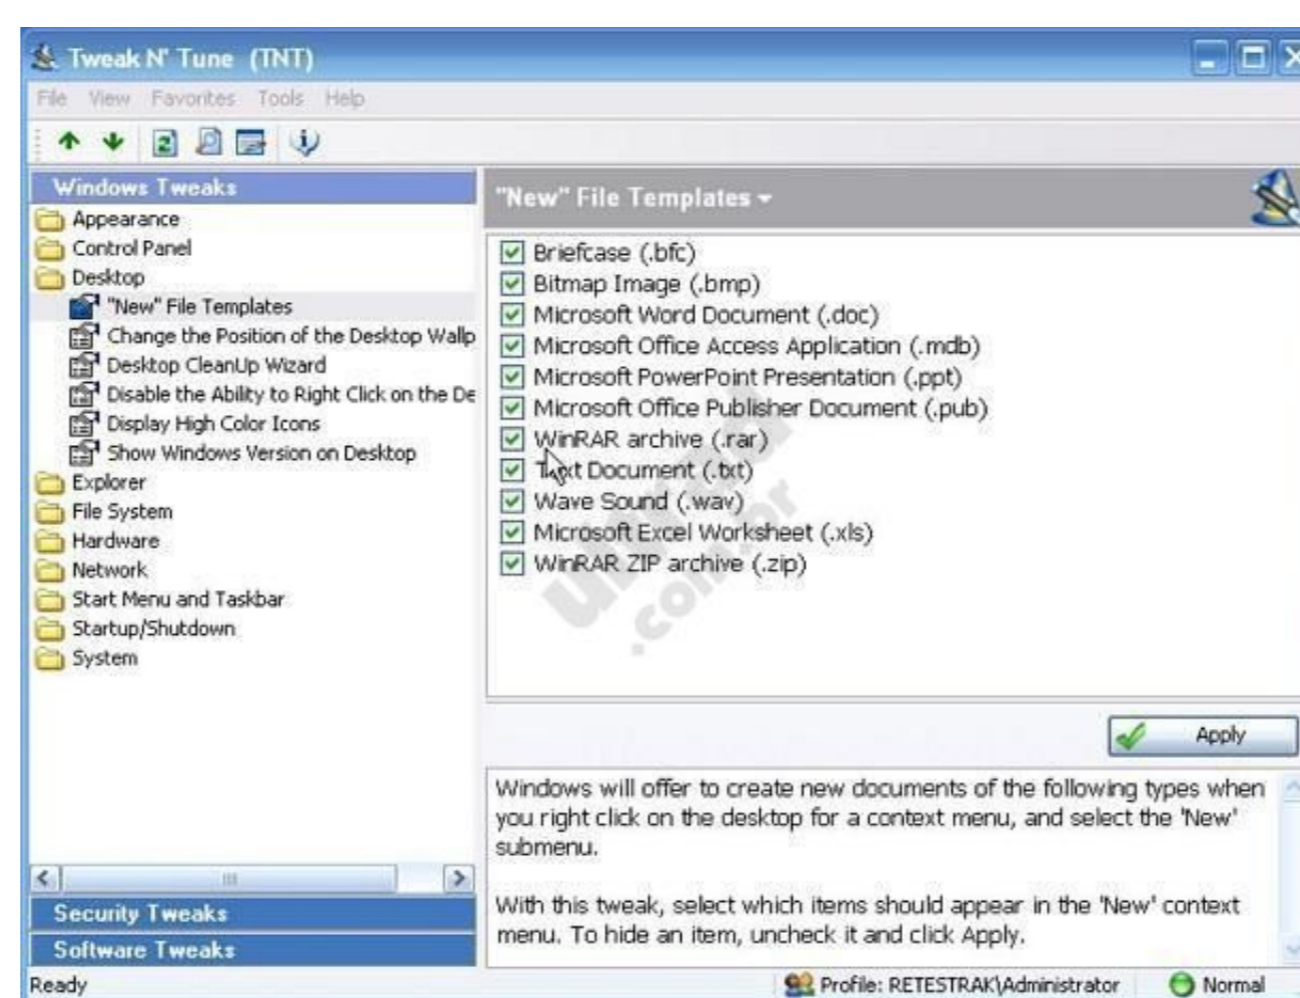 Tweak N' Tune (TNT)
File View Favorites Tools Help
Windows Tweaks
Appearance
Control Panel
Desktop
"New" File Templates
Change the Position of the Desktop Wallp
Desktop CleanUp Wizard
Disable the Ability to Right Click on the De
Display High Color Icons
Show Windows Version on Desktop
Explorer
File System
Hardware
Network
Start Menu and Taskbar
Startup/Shutdown
System
Security Tweaks
Software Tweaks
"New" File Templates
Briefcase (.bfc)
Bitmap Image (.bmp)
Microsoft Word Document (.doc)
Microsoft Office Access Application (.mdb)
Microsoft PowerPoint Presentation (.ppt)
Microsoft Office Publisher Document (.pub)
WinRAR archive (.rar)
Text Document (.txt)
Wave Sound (.wav)
Microsoft Excel Worksheet (.xls)
WinRAR ZIP archive (.zip)
.com.br
Apply
Windows will offer to create new documents of the following types when
you right click on the desktop for a context menu, and select the 'New'
submenu.
With this tweak, select which items should appear in the 'New' context
menu. To hide an item, uncheck it and click Apply.
Ready
Profile: RETESTRAK\Administrator
Normal